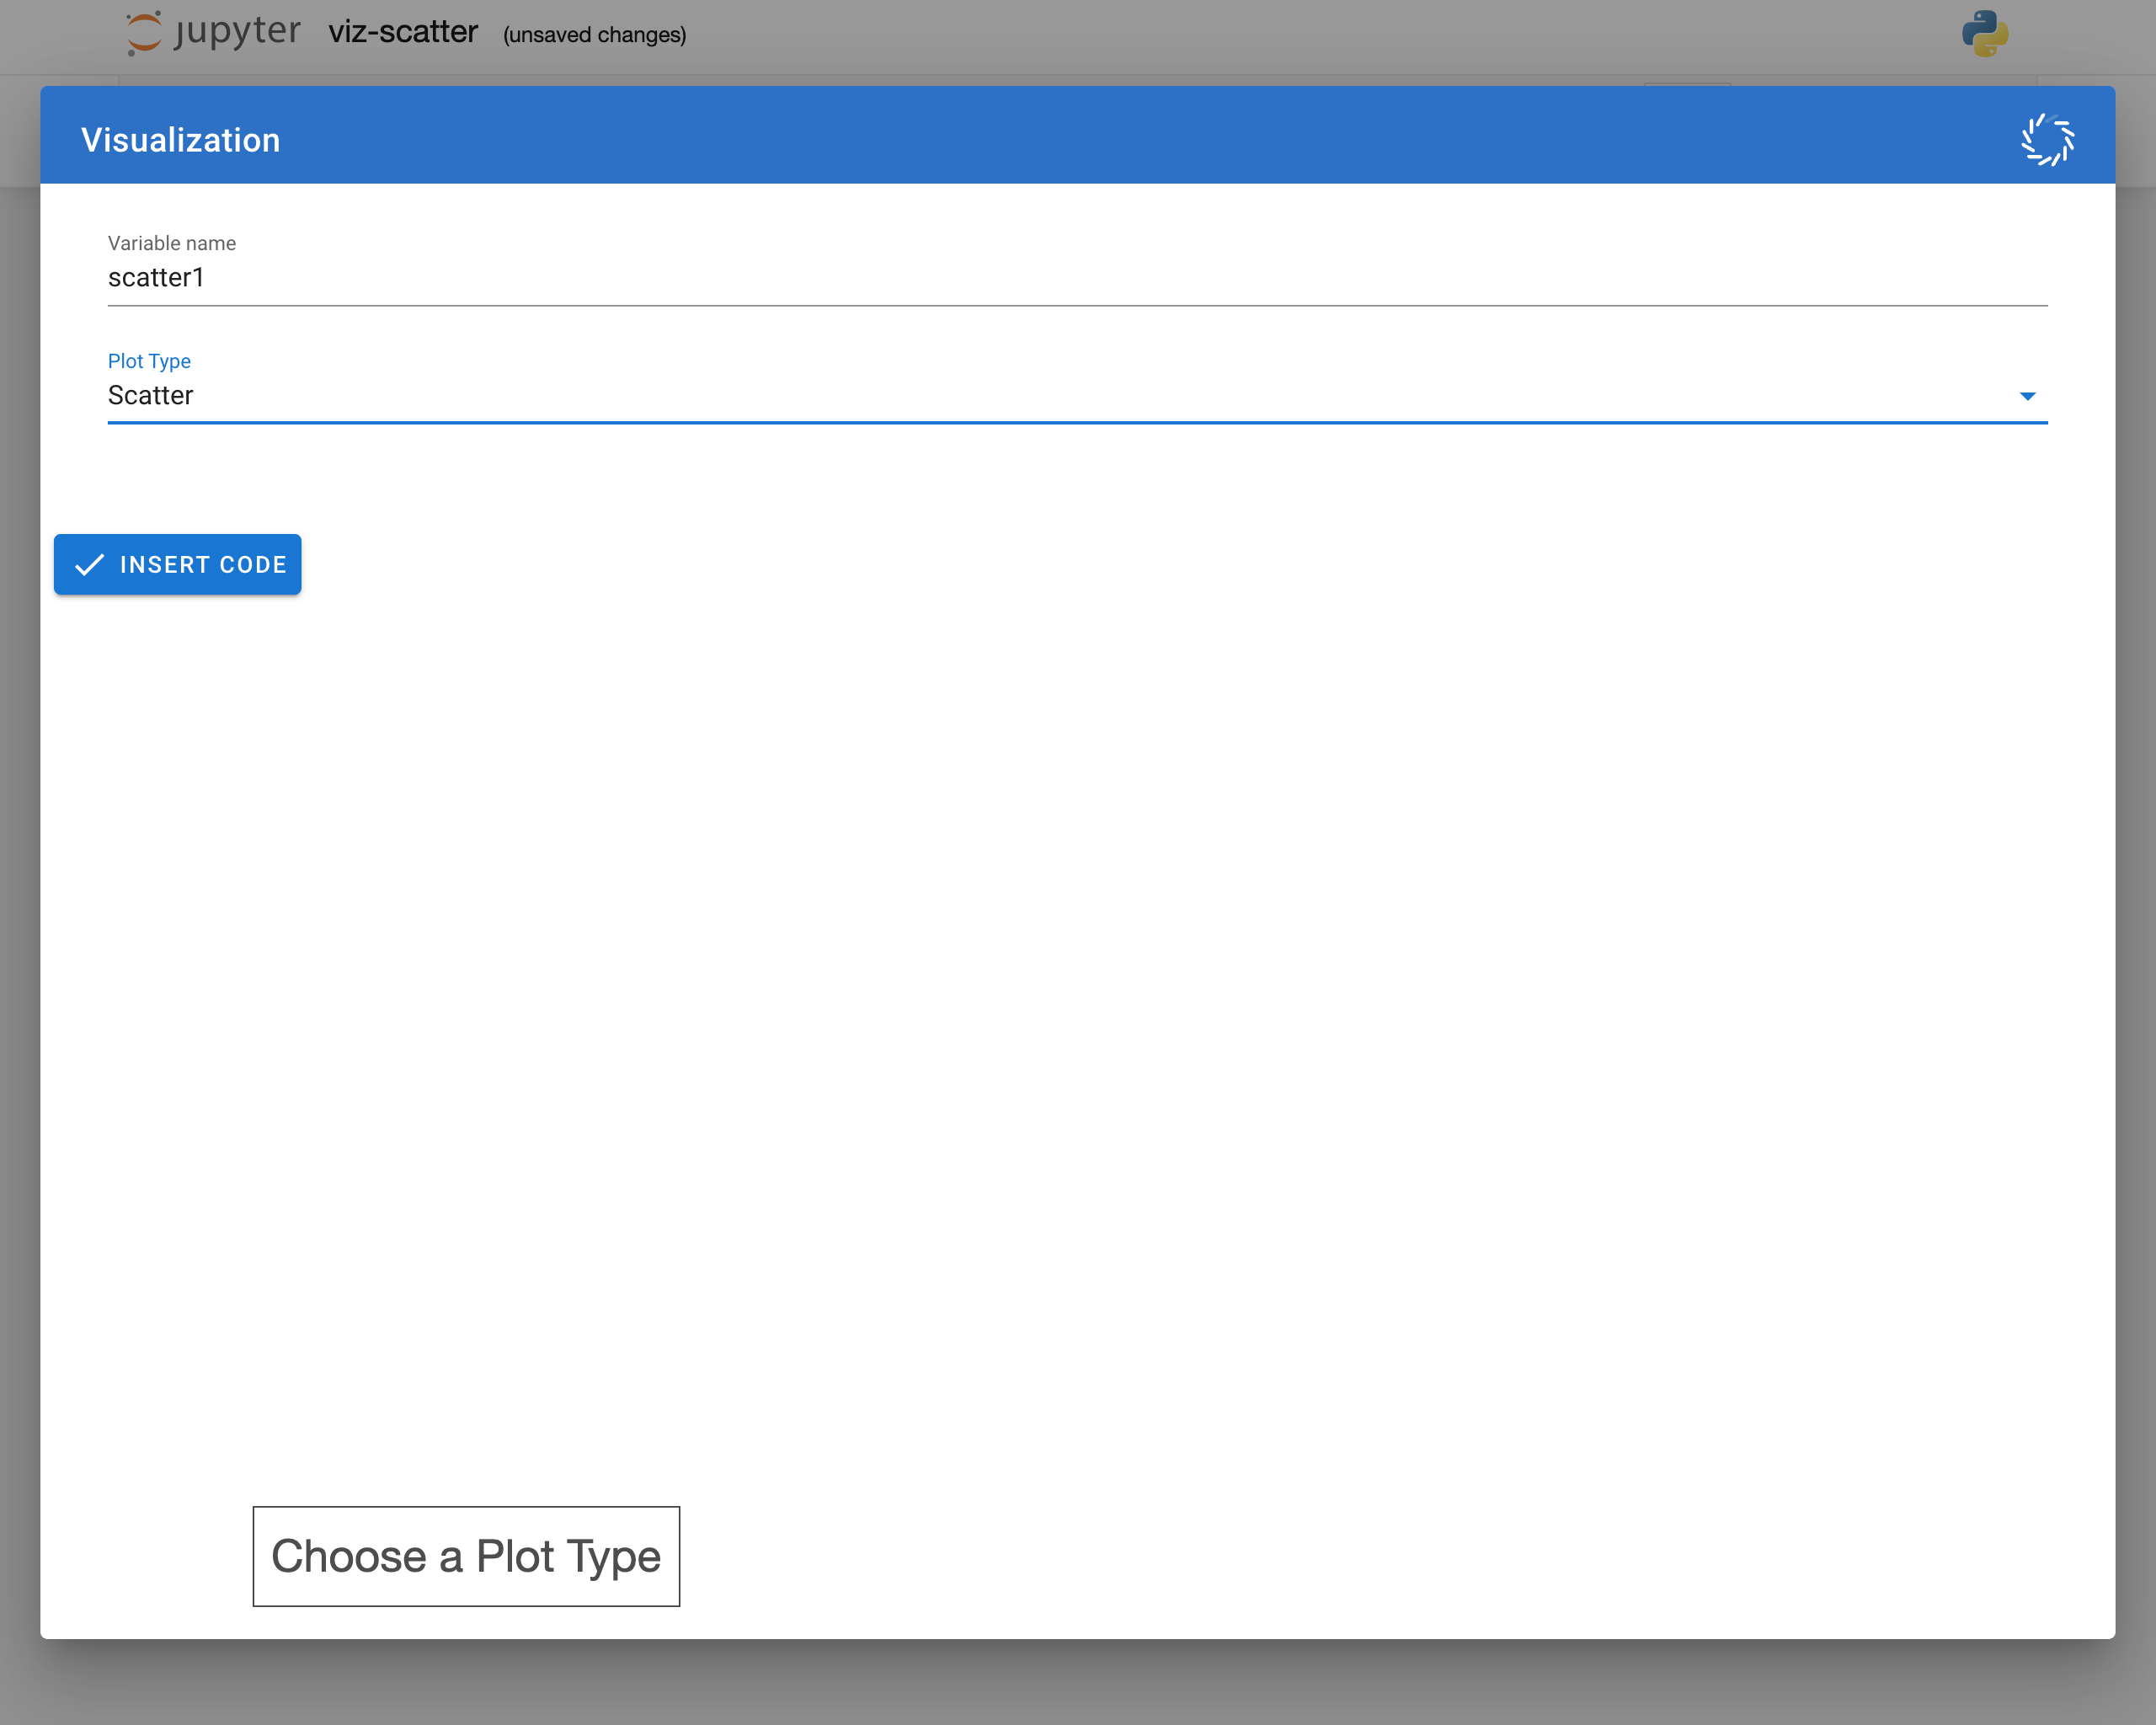 jupyter viz-scatter (unsaved changes)
Visualization
Variable name
scatter1
Plot Type
Scatter
INSERT CODE
Choose a Plot Type